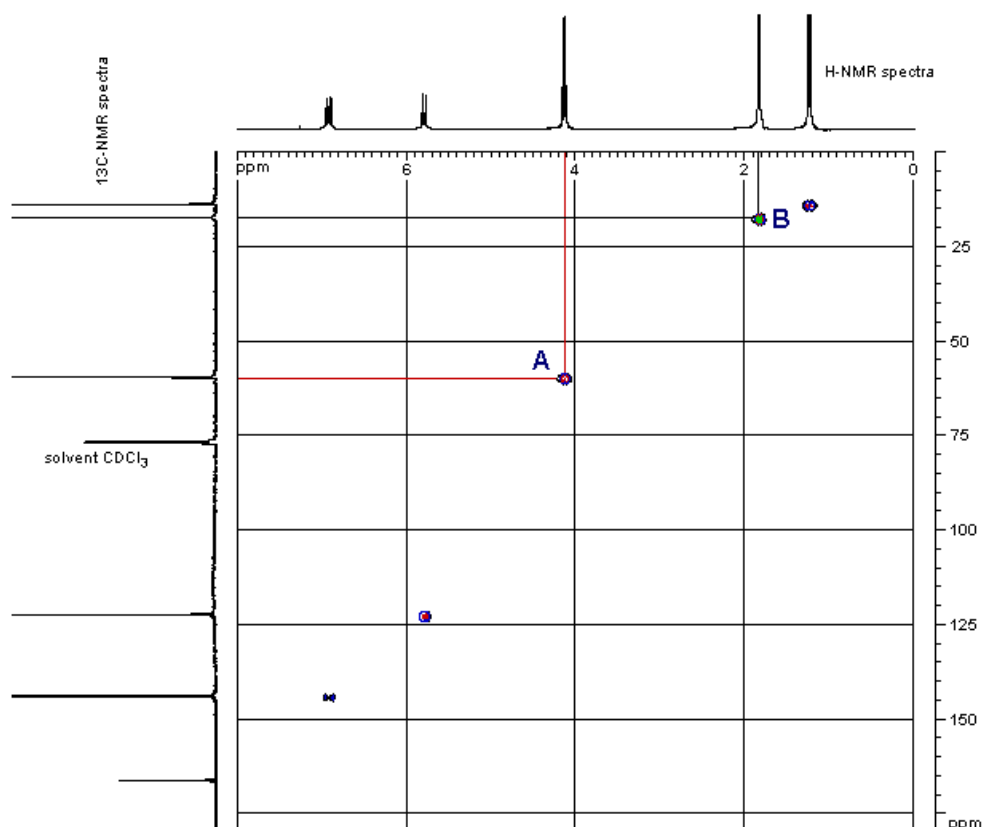 13C-NMR spectra
H-NMR spectra
ppm 6 4 2 0
B
25
50
A
75
solvent CDCl₃
100
125
150
ppm